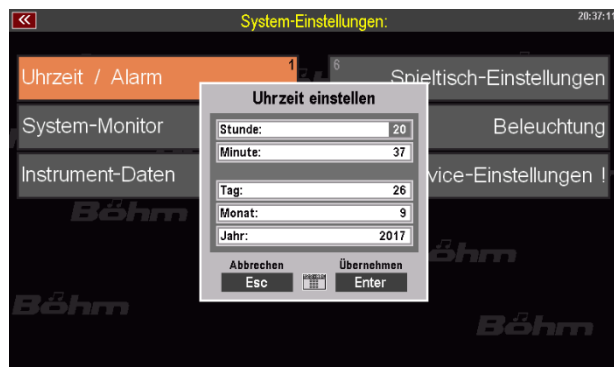 System-Einstellungen:
20:37:11
Uhrzeit / Alarm
1
6
Spieltisch-Einstellungen
System-Monitor
Beleuchtung
Instrument-Daten
vice-Einstellungen !
Uhrzeit einstellen
Stunde: 20
Minute: 37
Tag: 26
Monat: 9
Jahr: 2017
Abbrechen Übernehmen
Esc Enter
Böhm
öhm
Böhm
Böhm